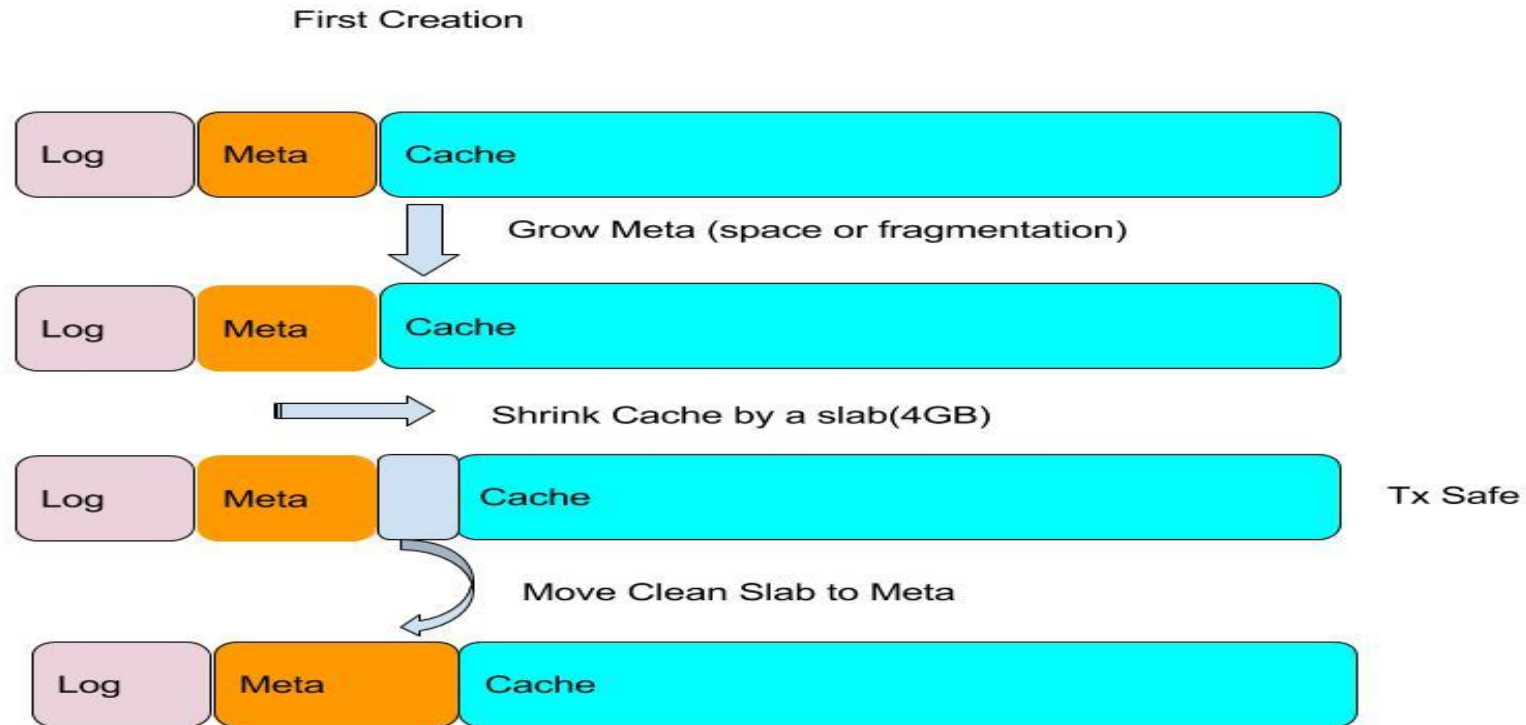 First Creation
Log Meta Cache
Grow Meta (space or fragmentation)
Log Meta Cache
Shrink Cache by a slab(4GB)
Log Meta Cache Tx Safe
Move Clean Slab to Meta
Log Meta Cache